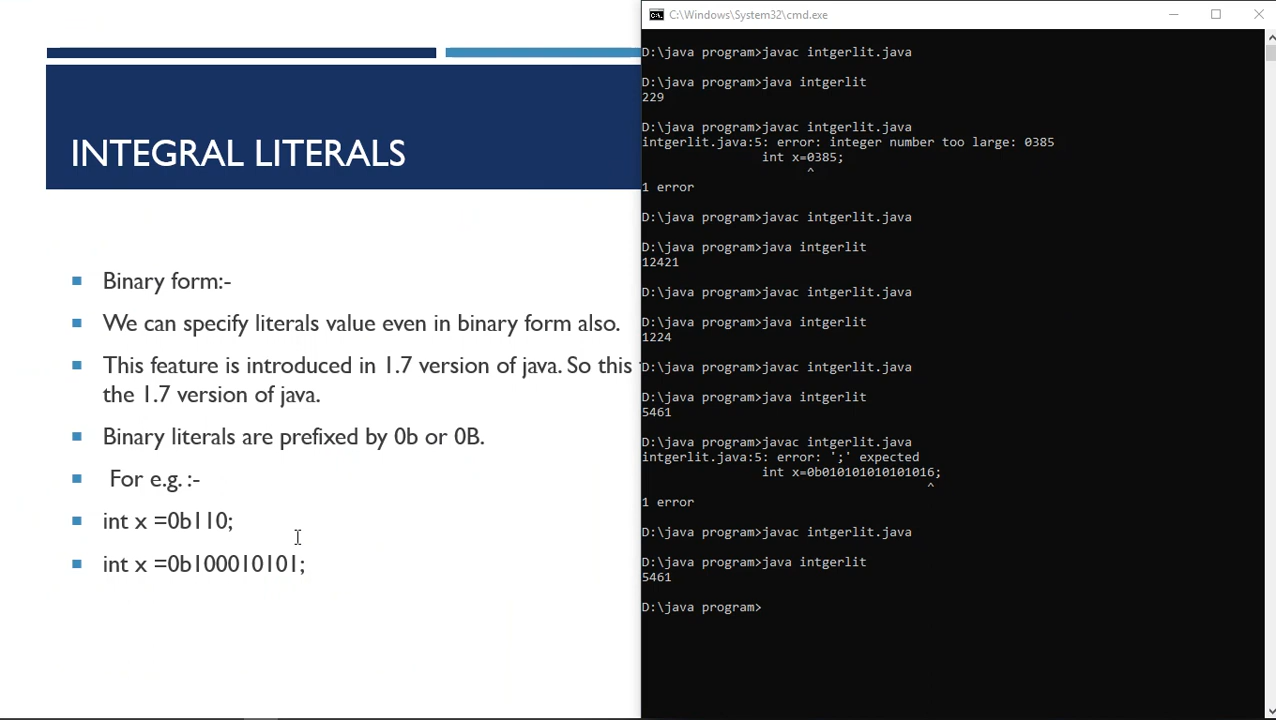 INTEGRAL LITERALS
Binary form:-
We can specify literals value even in binary form also.
This feature is introduced in 1.7 version of java. So this
the 1.7 version of java.
Binary literals are prefixed by 0b or 0B.
For e.g. :-
int x =0b110;
int x =0b100010101;
C:\Windows\System32\cmd.exe
D:\java program>javac intgerlit.java
D:\java program>java intgerlit
229
D:\java program>javac intgerlit.java
intgerlit.java:5: error: integer number too large: 0385
int x=0385;
^
1 error
D:\java program>javac intgerlit.java
D:\java program>java intgerlit
12421
D:\java program>javac intgerlit.java
D:\java program>java intgerlit
1224
D:\java program>javac intgerlit.java
D:\java program>java intgerlit
5461
D:\java program>javac intgerlit.java
intgerlit.java:5: error: ';' expected
int x=0b010101010101016;
^
1 error
D:\java program>javac intgerlit.java
D:\java program>java intgerlit
5461
D:\java program>